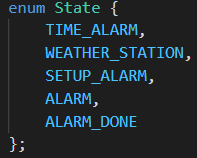 enum State {
    TIME_ALARM,
    WEATHER_STATION,
    SETUP_ALARM,
    ALARM,
    ALARM_DONE
};